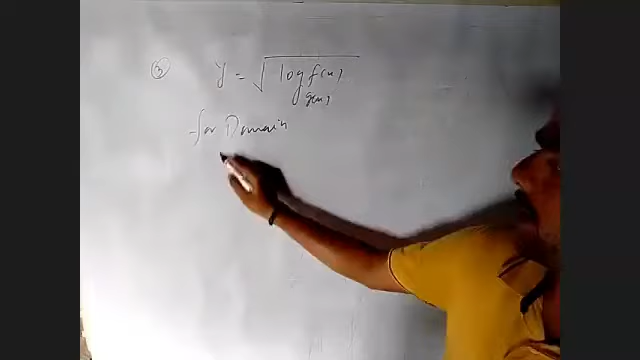 ③ y = √log f(x)
g(x)
for Domain